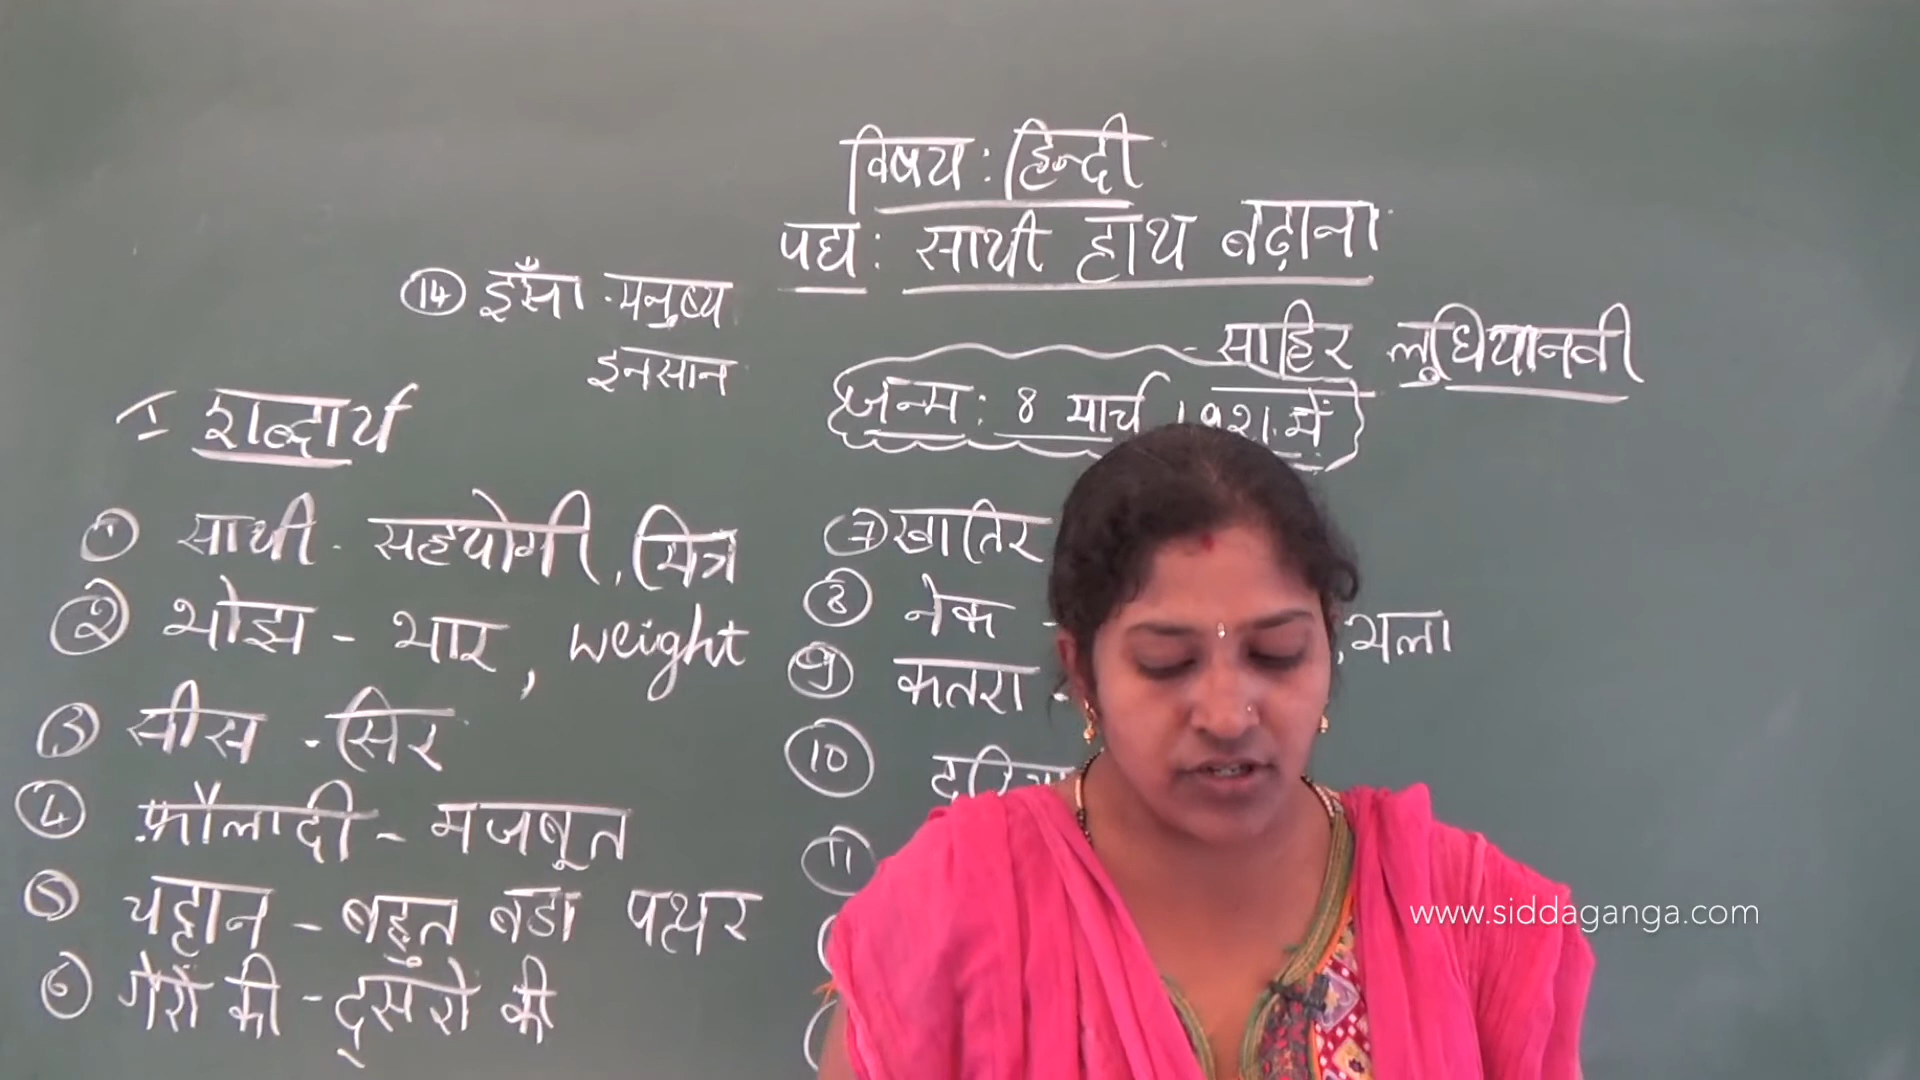 विषय : हिन्दी
पद्य : साथी हाथ बढ़ाना
- साहिर लुधियानवी
जन्म : 8 मार्च 1921 में
⑭ इंसाँ - मनुष्य
इनसान
I शब्दार्थ
① साथी - सहयोगी, मित्र
② भोझ - भार, weight
③ सीस - सिर
④ फ़ौलादी - मजबूत
⑤ चट्टान - बहुत बडा पत्थर
⑥ गैरों की - दूसरो की
⑦ खातिर
⑧ नेक - , भला
⑨ कतरा -
⑩
⑪
www.siddaganga.com